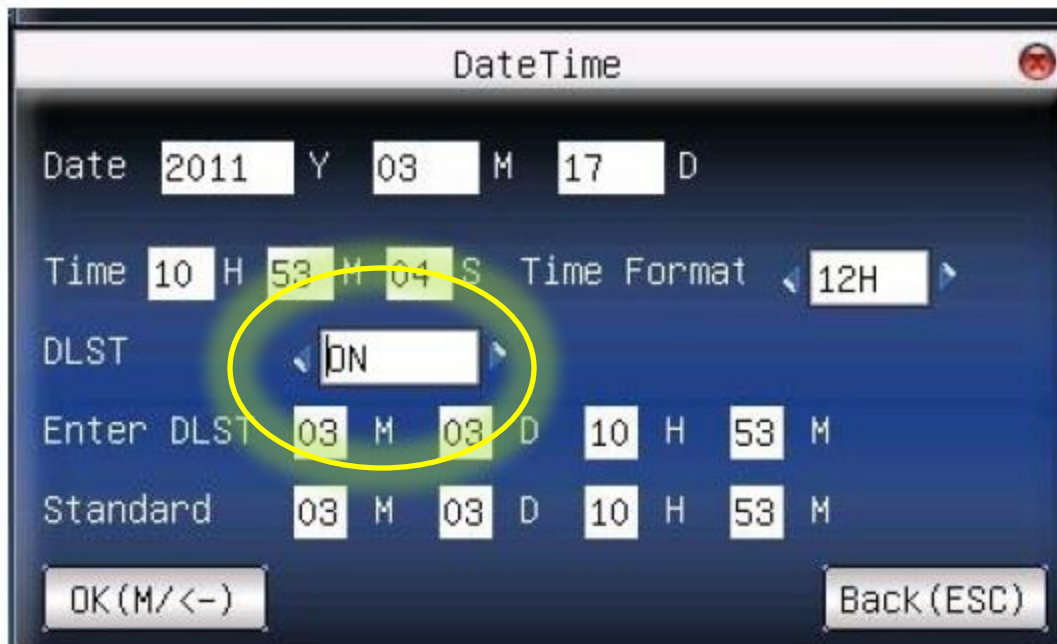 DateTime
Date 2011 Y 03 M 17 D
Time 10 H 53 M 04 S Time Format 12H
DLST ON
Enter DLST 03 M 03 D 10 H 53 M
Standard 03 M 03 D 10 H 53 M
OK(M/<-) Back(ESC)